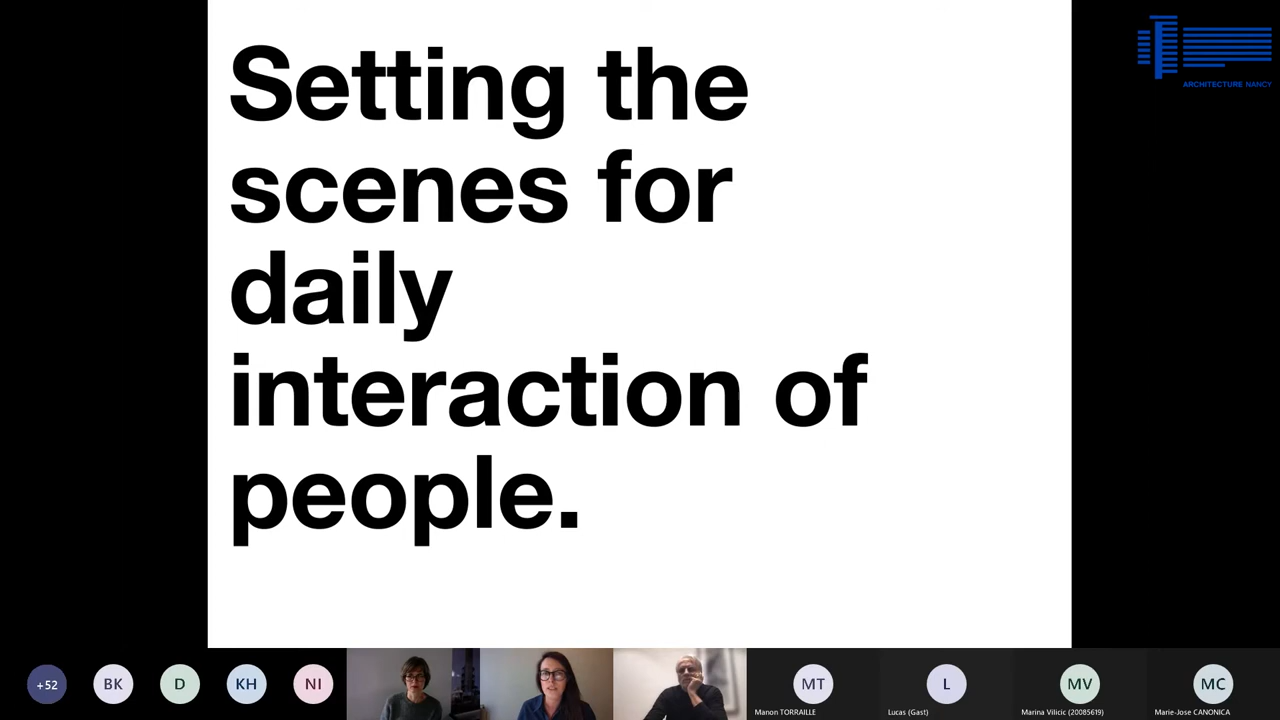 Setting the
scenes for
daily
interaction of
people.
ARCHITECTURE NANCY
+52
BK
D
KH
NI
MT
Manon TORRAILLE
L
Lucas (Gast)
MV
Marina Vilicic (20085619)
MC
Marie-Jose CANONICA